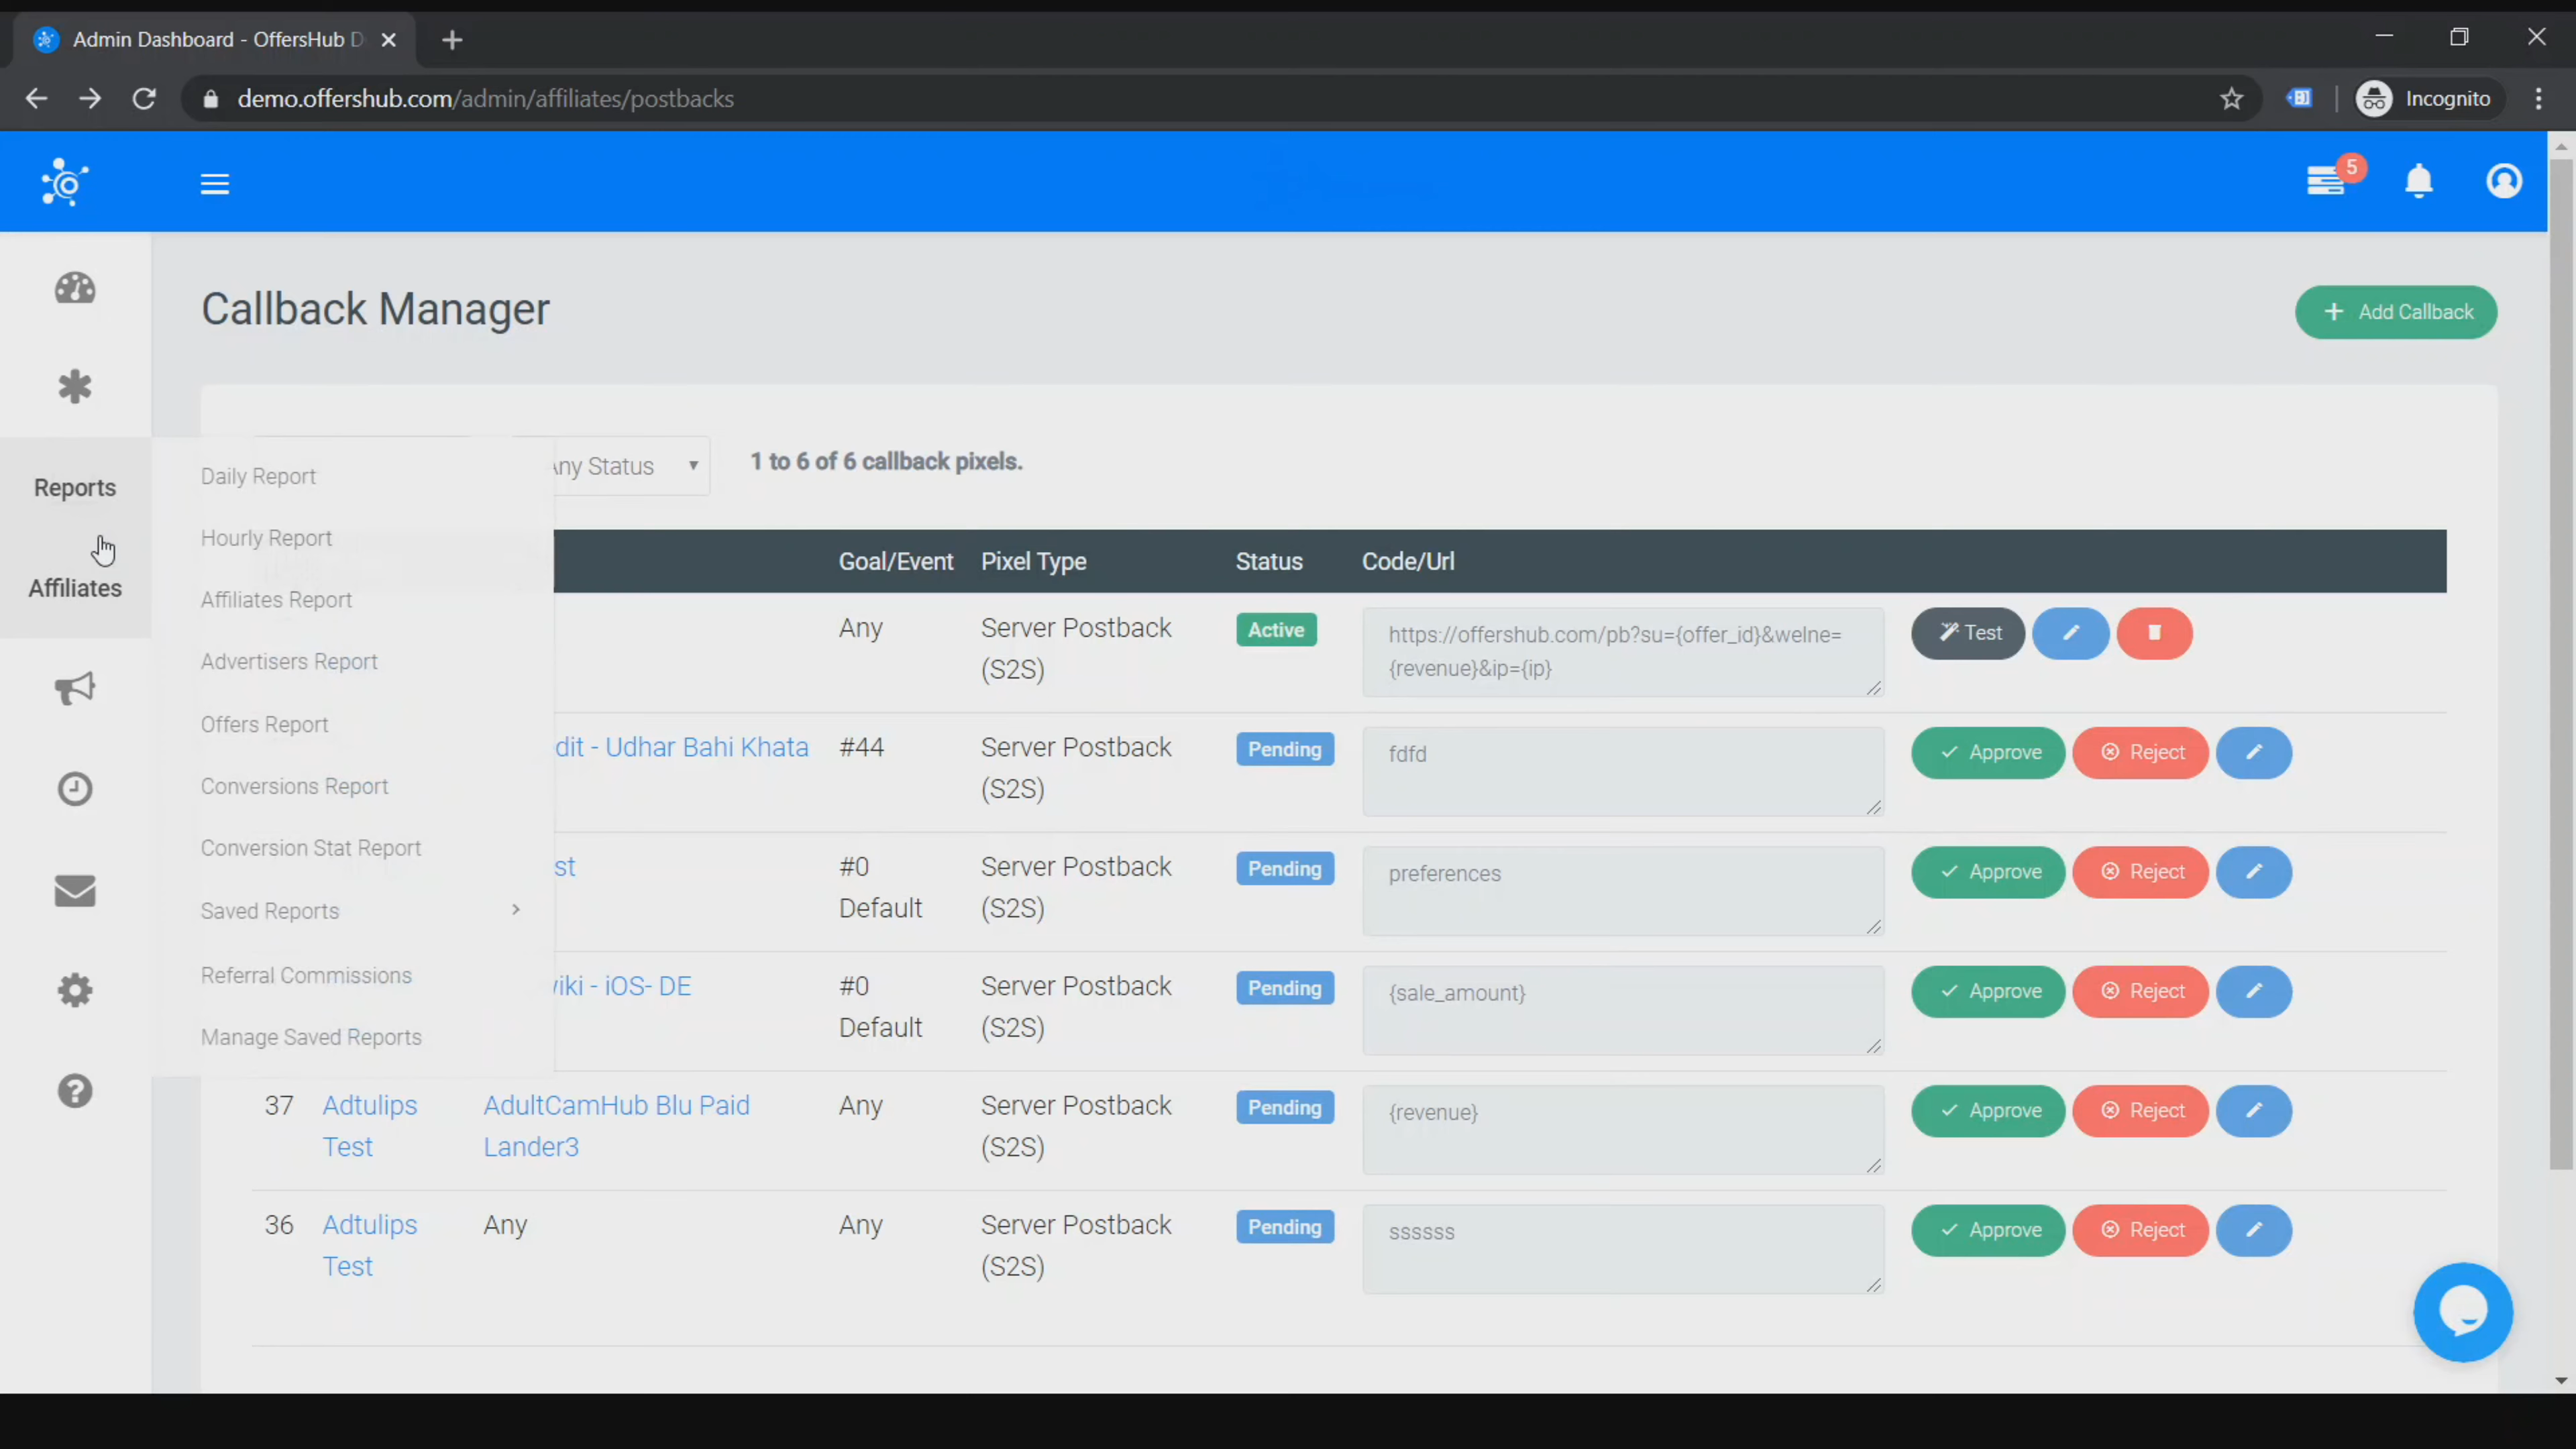 Admin Dashboard - OffersHub D
demo.offershub.com/admin/affiliates/postbacks
Incognito
5
Callback Manager
+ Add Callback
Any Status
1 to 6 of 6 callback pixels.
Reports
Affiliates
Daily Report
Hourly Report
Affiliates Report
Advertisers Report
Offers Report
Conversions Report
Conversion Stat Report
Saved Reports
Referral Commissions
Manage Saved Reports
Goal/Event Pixel Type Status Code/Url
Any Server Postback Active https://offershub.com/pb?su={offer_id}&welne= Test
(S2S) {revenue}&ip={ip}
dit - Udhar Bahi Khata #44 Server Postback Pending fdfd Approve Reject
(S2S)
st #0 Server Postback Pending preferences Approve Reject
Default (S2S)
wiki - iOS- DE #0 Server Postback Pending {sale_amount} Approve Reject
Default (S2S)
37 Adtulips AdultCamHub Blu Paid Any Server Postback Pending {revenue} Approve Reject
Test Lander3 (S2S)
36 Adtulips Any Any Server Postback Pending ssssss Approve Reject
Test (S2S)